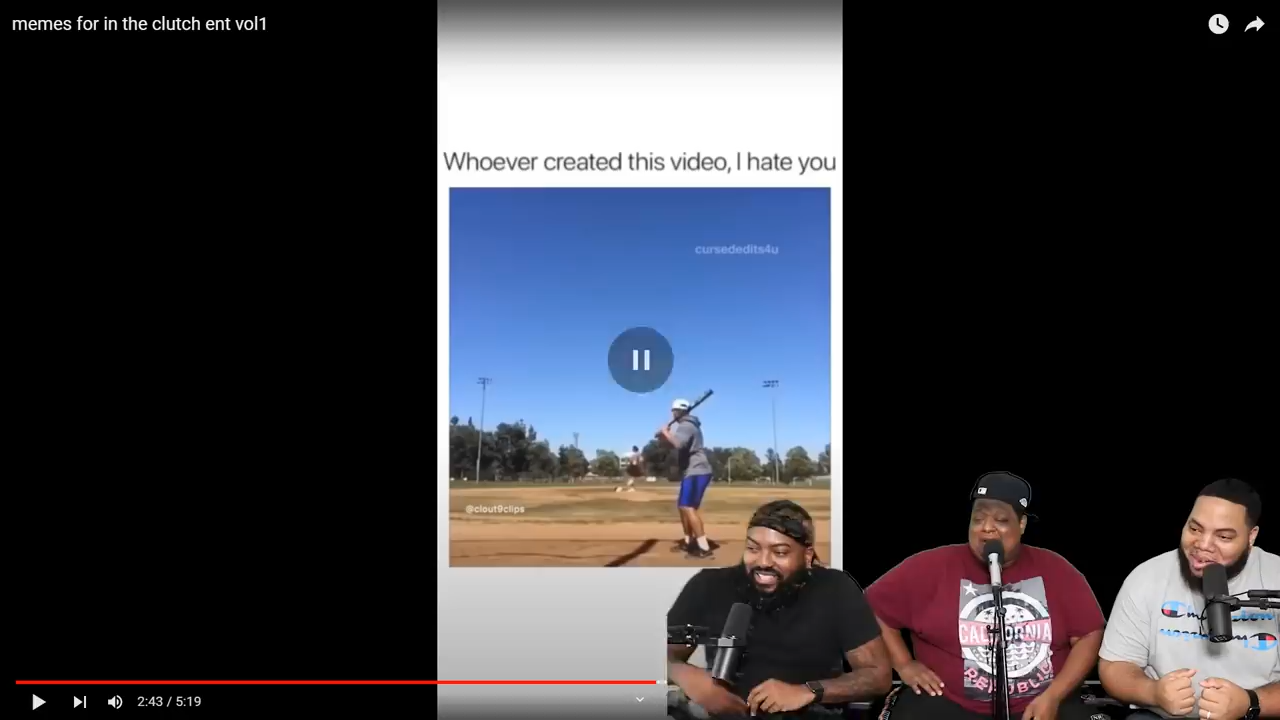 memes for in the clutch ent vol1
Whoever created this video, I hate you
cursededits4u
@clout9clips
CALIFORNIA
REPUBLIC
Champion
2:43 / 5:19